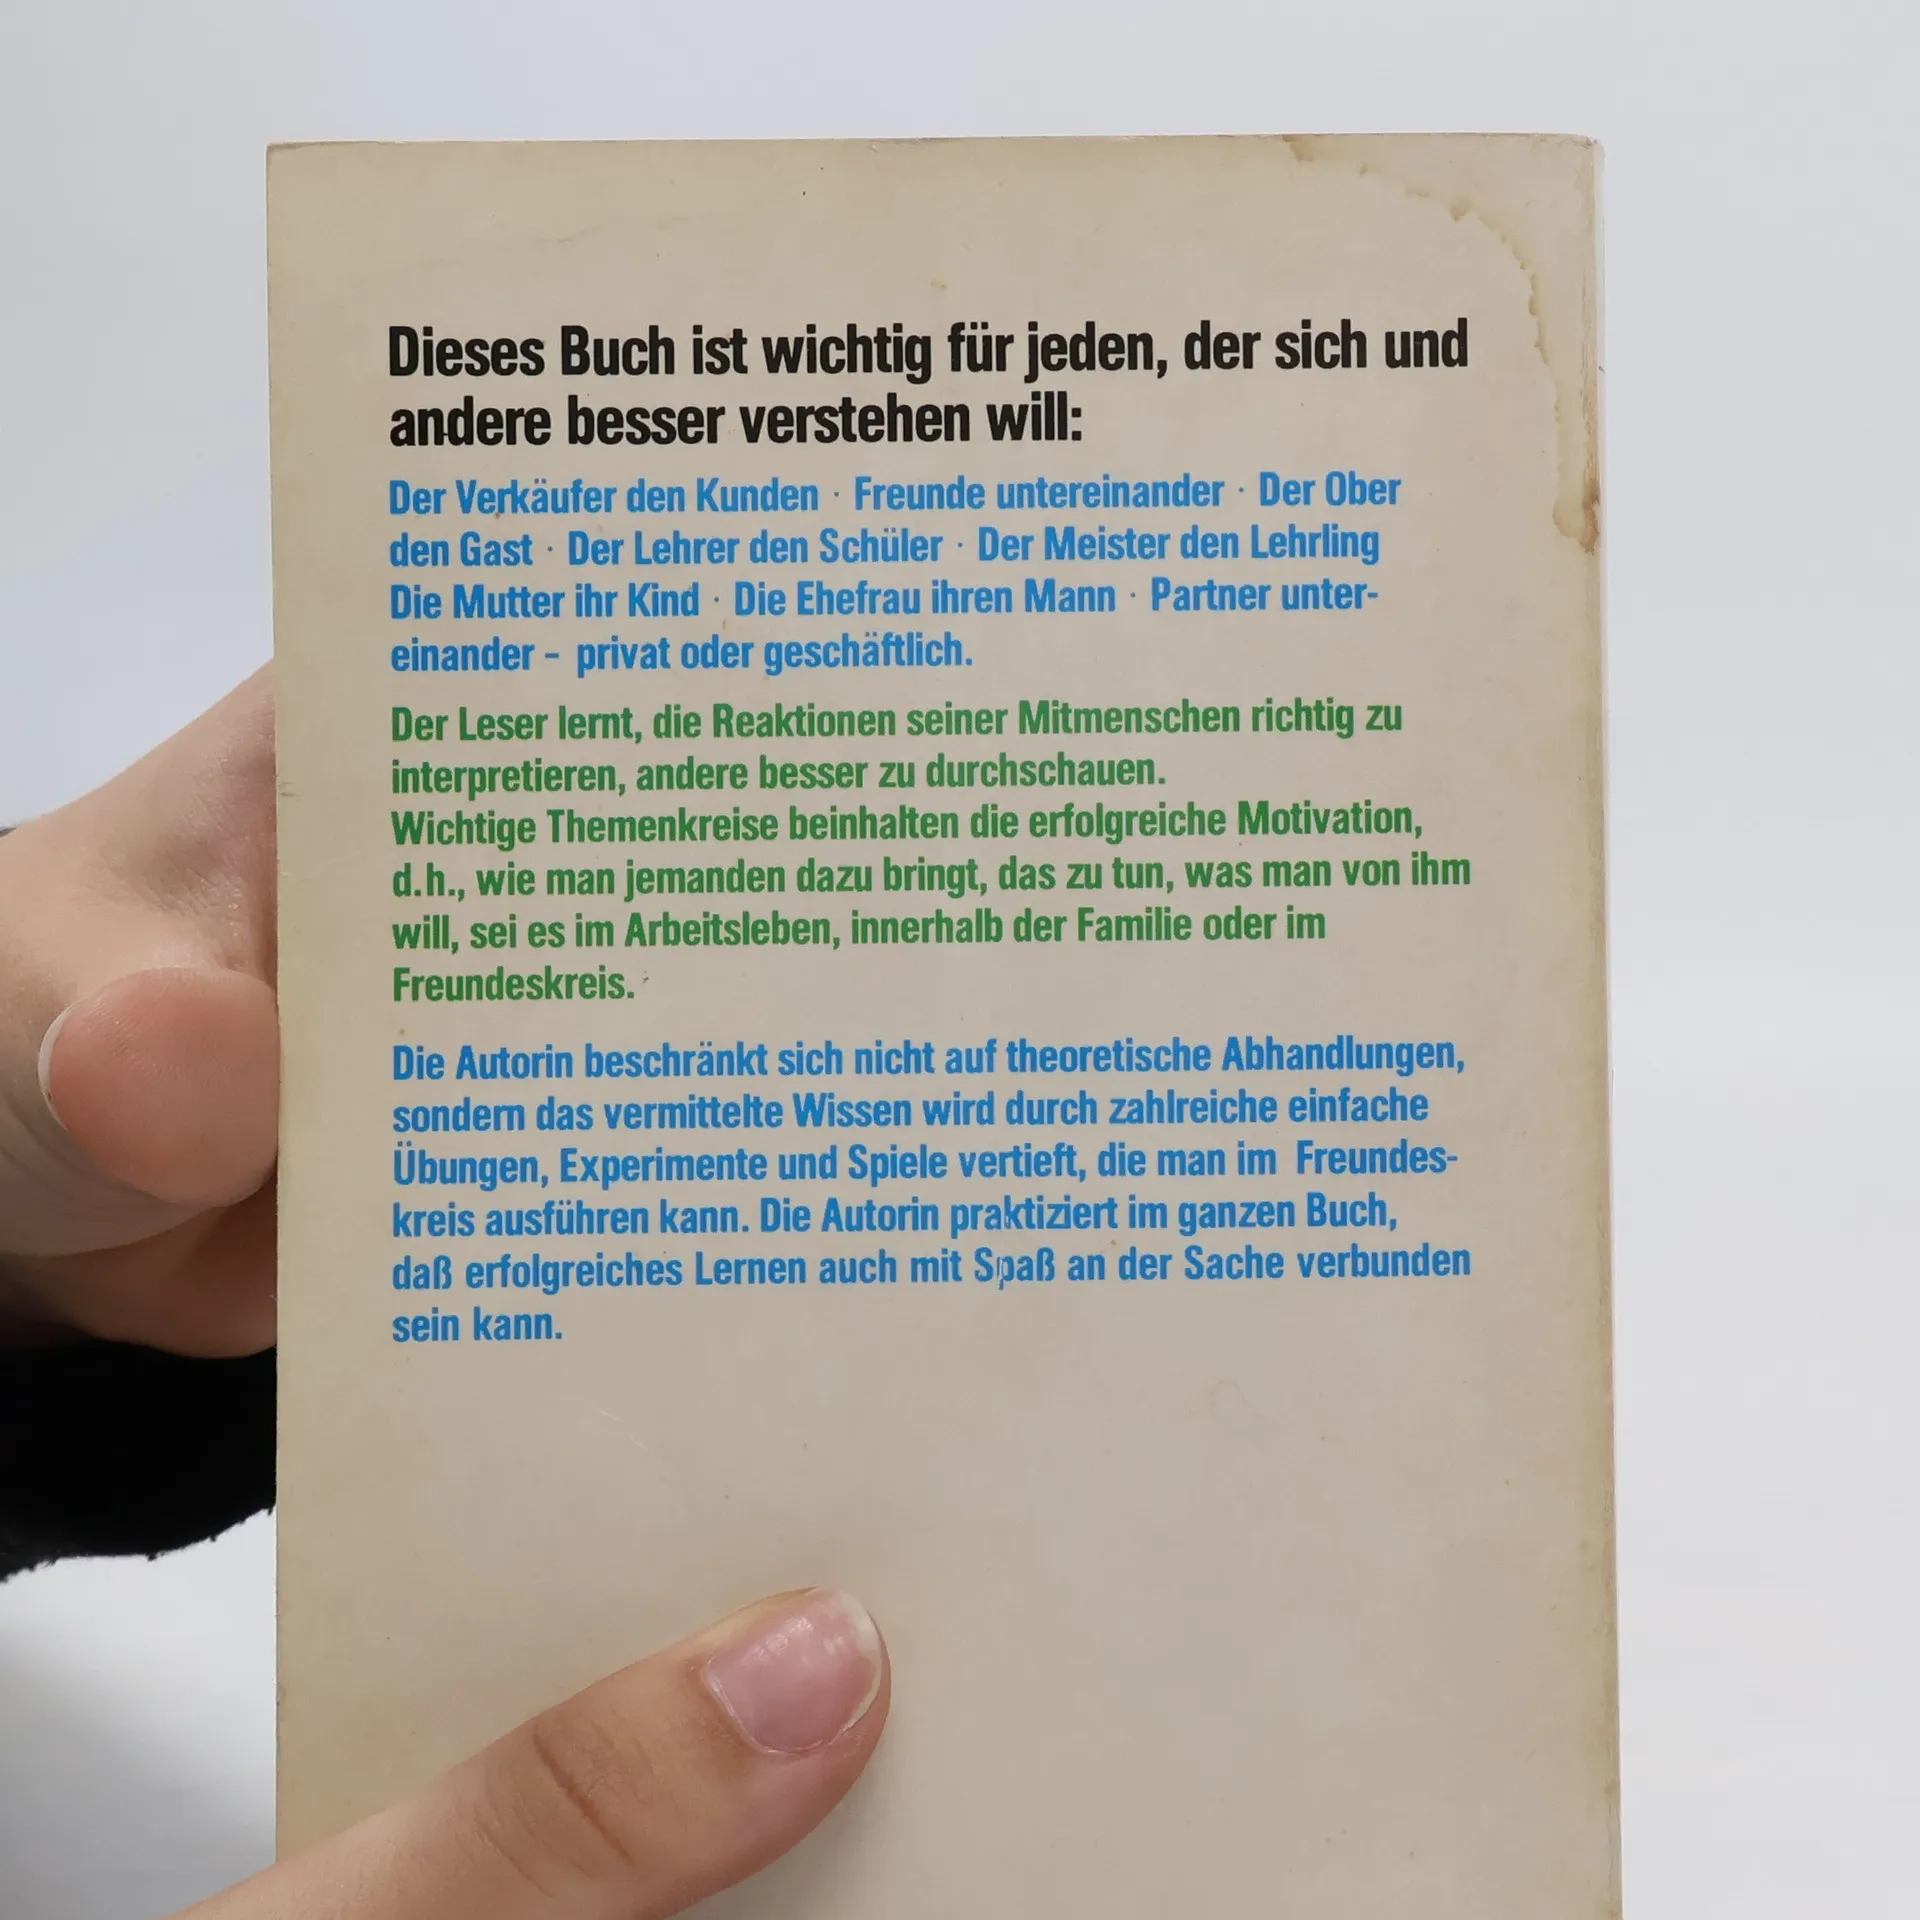 Dieses Buch ist wichtig für jeden, der sich und
andere besser verstehen will:
Der Verkäufer den Kunden · Freunde untereinander · Der Ober
den Gast · Der Lehrer den Schüler · Der Meister den Lehrling
Die Mutter ihr Kind · Die Ehefrau ihren Mann · Partner unter-
einander – privat oder geschäftlich.
Der Leser lernt, die Reaktionen seiner Mitmenschen richtig zu
interpretieren, andere besser zu durchschauen.
Wichtige Themenkreise beinhalten die erfolgreiche Motivation,
d.h., wie man jemanden dazu bringt, das zu tun, was man von ihm
will, sei es im Arbeitsleben, innerhalb der Familie oder im
Freundeskreis.
Die Autorin beschränkt sich nicht auf theoretische Abhandlungen,
sondern das vermittelte Wissen wird durch zahlreiche einfache
Übungen, Experimente und Spiele vertieft, die man im Freundes-
kreis ausführen kann. Die Autorin praktiziert im ganzen Buch,
daß erfolgreiches Lernen auch mit Spaß an der Sache verbunden
sein kann.